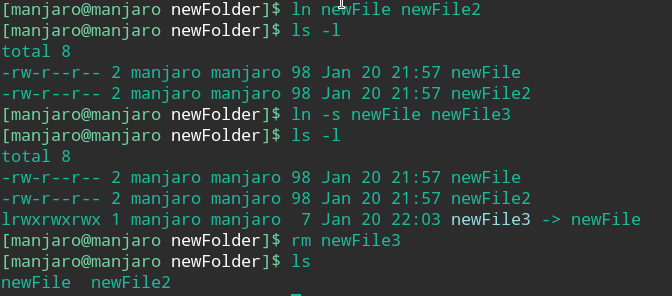 [manjaro@manjaro newFolder]$ ln newFile newFile2
[manjaro@manjaro newFolder]$ ls -l
total 8
-rw-r--r-- 2 manjaro manjaro 98 Jan 20 21:57 newFile
-rw-r--r-- 2 manjaro manjaro 98 Jan 20 21:57 newFile2
[manjaro@manjaro newFolder]$ ln -s newFile newFile3
[manjaro@manjaro newFolder]$ ls -l
total 8
-rw-r--r-- 2 manjaro manjaro 98 Jan 20 21:57 newFile
-rw-r--r-- 2 manjaro manjaro 98 Jan 20 21:57 newFile2
lrwxrwxrwx 1 manjaro manjaro  7 Jan 20 22:03 newFile3 -> newFile
[manjaro@manjaro newFolder]$ rm newFile3
[manjaro@manjaro newFolder]$ ls
newFile  newFile2